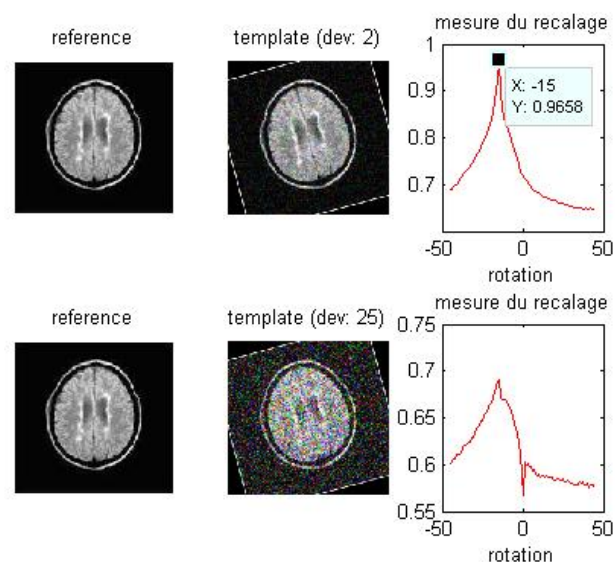 reference
template (dev: 2)
mesure du recalage
1
0.9
0.8
0.7
X: -15
Y: 0.9658
-50
0
50
rotation
reference
template (dev: 25)
mesure du recalage
0.75
0.7
0.65
0.6
0.55
-50
0
50
rotation